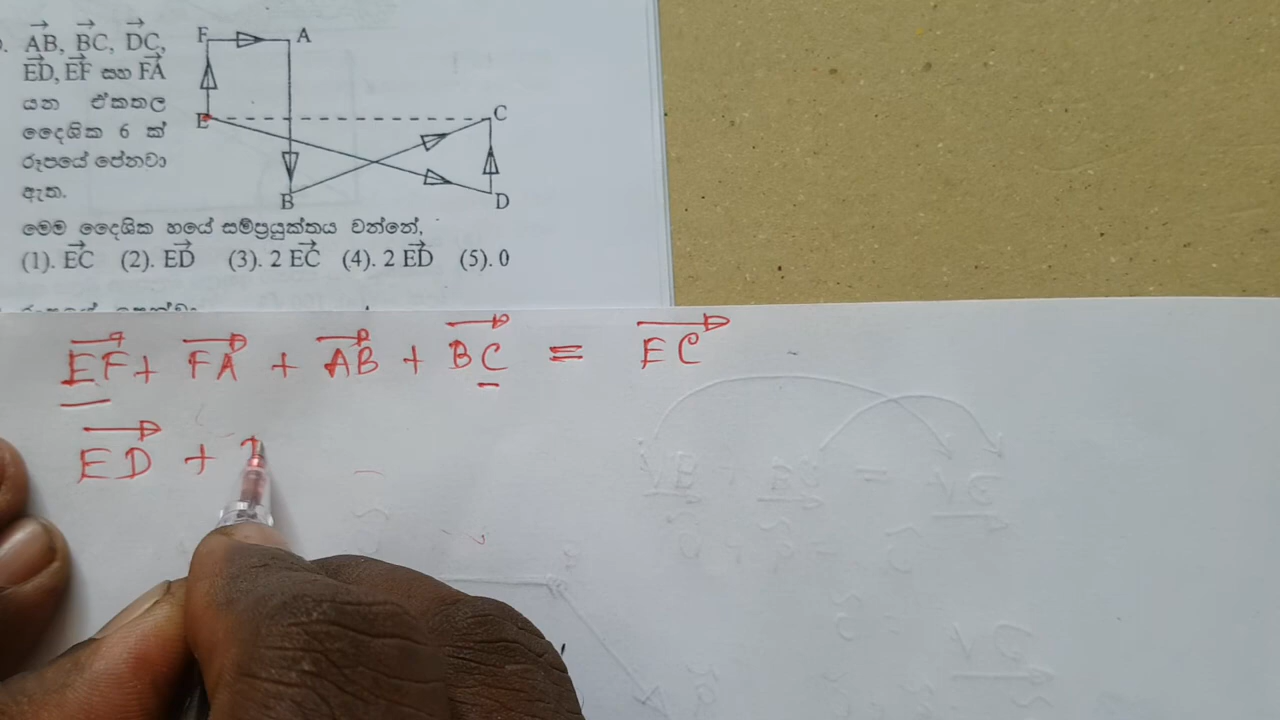 AB, BC, DC,
ED, EF සහ FA
යන ඒකතල
දෛශික 6 ක්
රූපයේ පේනවා
ඇත.
F A
E C
B D
මෙම දෛශික හයේ සම්ප්‍රයුක්තය වන්නේ,
(1). EC (2). ED (3). 2 EC (4). 2 ED (5). 0
EF + FA + AB + BC = EC
ED +